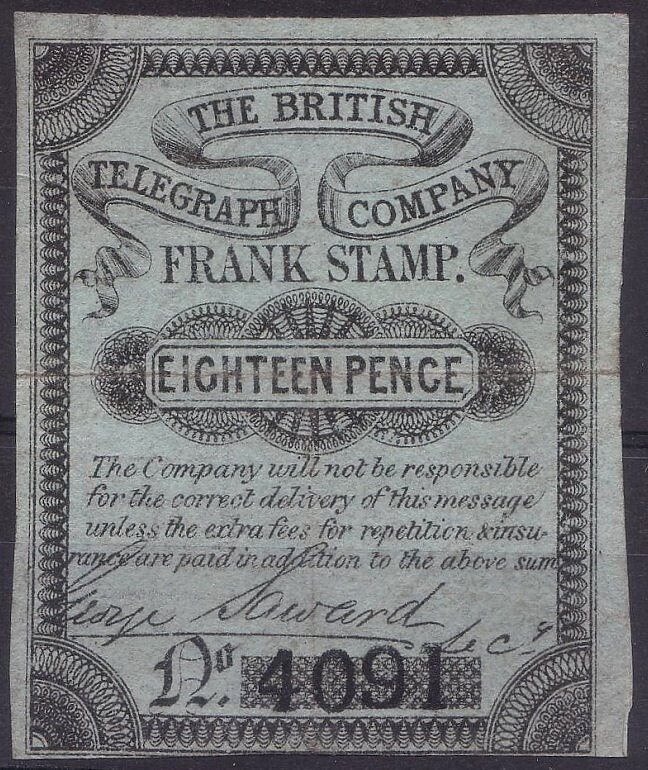 THE BRITISH
TELEGRAPH COMPANY
FRANK STAMP.
EIGHTEEN PENCE
The Company will not be responsible
for the correct delivery of this message
unless the extra fees for repetition & insu-
rance are paid in addition to the above sum
George Saward
Secy.
No. 4091